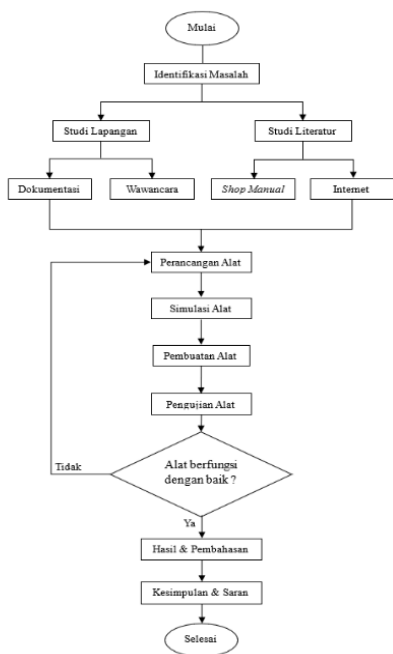 Mulai
Identifikasi Masalah
Studi Lapangan
Studi Literatur
Dokumentasi
Wawancara
Shop Manual
Internet
Perancangan Alat
Simulasi Alat
Pembuatan Alat
Pengujian Alat
Alat berfungsi
dengan baik ?
Tidak
Ya
Hasil & Pembahasan
Kesimpulan & Saran
Selesai